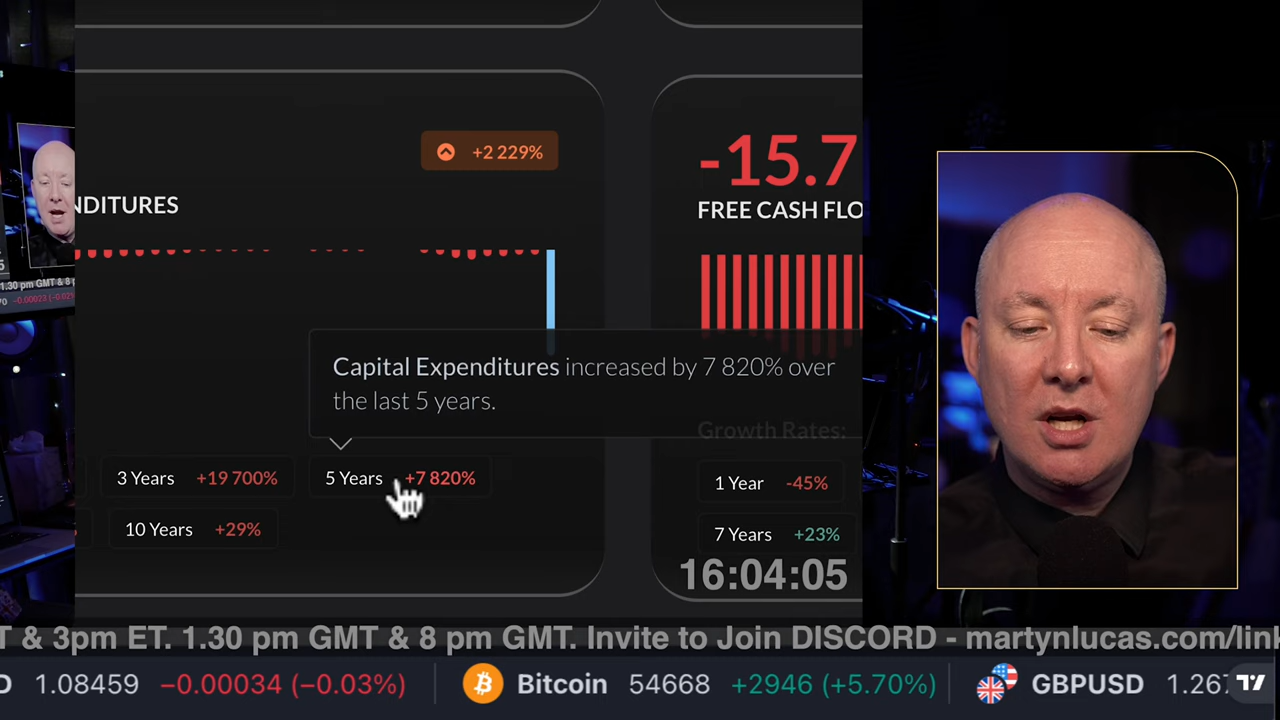 +2 229%
NDITURES
-15.7
FREE CASH FLO
Capital Expenditures increased by 7 820% over
the last 5 years.
Growth Rates:
3 Years +19 700%
5 Years +7 820%
10 Years +29%
1 Year -45%
7 Years +23%
16:04:05
T & 3pm ET. 1.30 pm GMT & 8 pm GMT. Invite to Join DISCORD - martynlucas.com/link
D 1.08459 −0.00034 (−0.03%) Bitcoin 54668 +2946 (+5.70%) GBPUSD 1.267